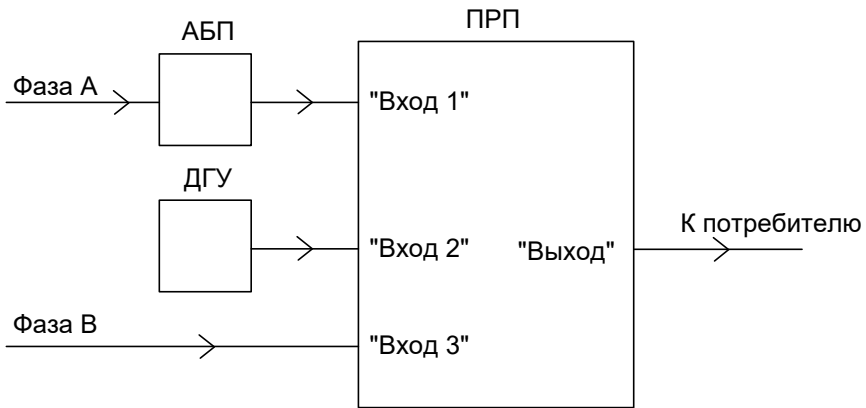 ПРП
АБП
Фаза А
"Вход 1"
ДГУ
К потребителю
"Вход 2"
"Выход"
Фаза В
"Вход 3"